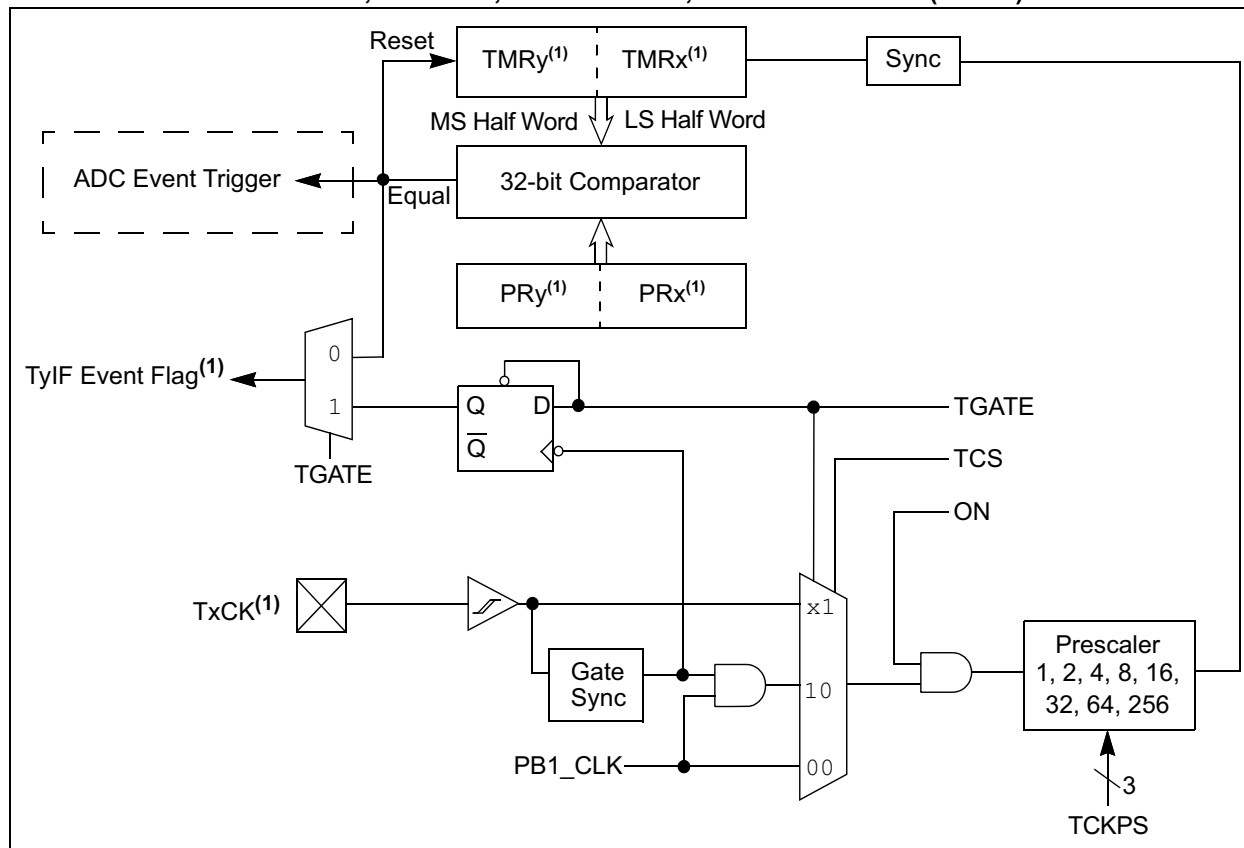 Reset
TMRy(1) TMRx(1)
Sync
MS Half Word LS Half Word
ADC Event Trigger
Equal
32-bit Comparator
PRy(1) PRx(1)
0
TyIF Event Flag(1)
1
Q D
Q̅
TGATE
TGATE
TCS
ON
TxCK(1)
x1
Gate
Sync
10
Prescaler
1, 2, 4, 8, 16,
32, 64, 256
PB1_CLK
00
3
TCKPS